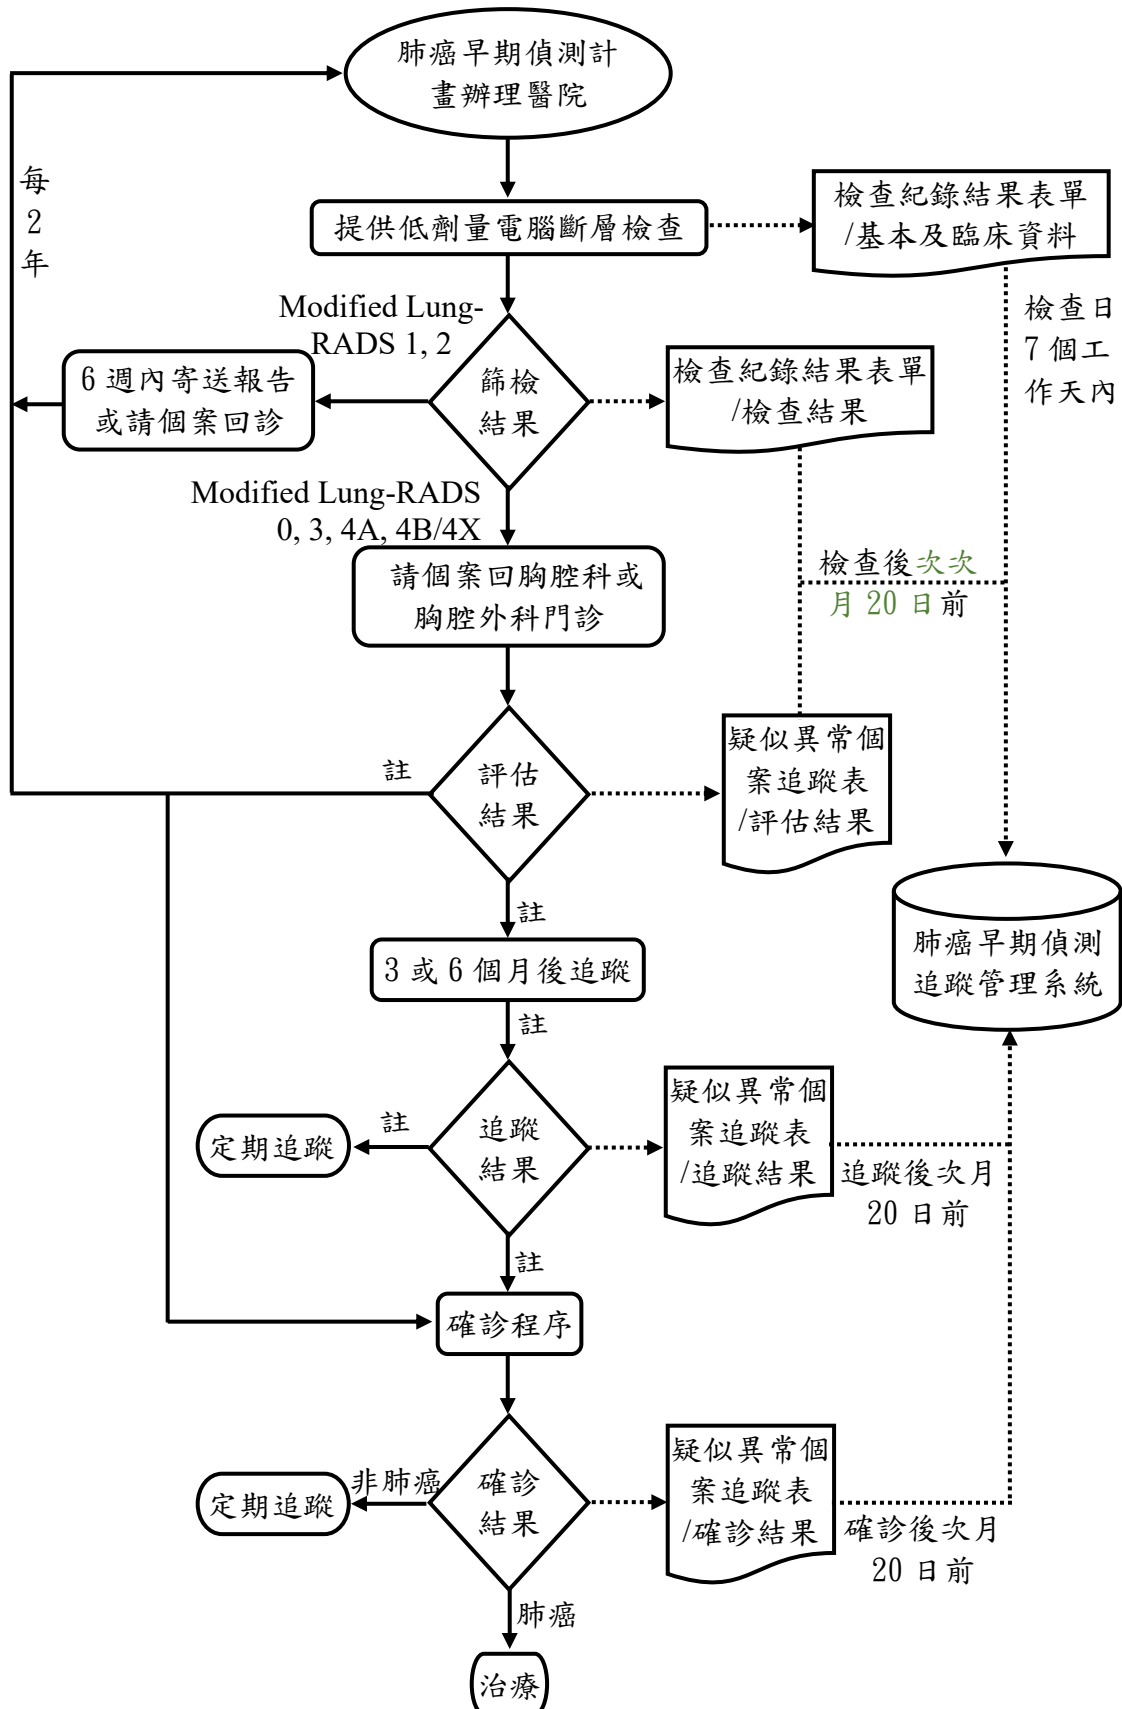 肺癌早期偵測計
畫辦理醫院
每
2
年
提供低劑量電腦斷層檢查
檢查紀錄結果表單
/基本及臨床資料
檢查日
7 個工
作天內
Modified Lung-
RADS 1, 2
6 週內寄送報告
或請個案回診
篩檢
結果
檢查紀錄結果表單
/檢查結果
Modified Lung-RADS
0, 3, 4A, 4B/4X
請個案回胸腔科或
胸腔外科門診
檢查後次次
月 20 日前
註
評估
結果
疑似異常個
案追蹤表
/評估結果
註
3 或 6 個月後追蹤
肺癌早期偵測
追蹤管理系統
註
定期追蹤
註
追蹤
結果
疑似異常個
案追蹤表
/追蹤結果
追蹤後次月
20 日前
註
確診程序
定期追蹤
非肺癌
確診
結果
疑似異常個
案追蹤表
/確診結果
確診後次月
20 日前
肺癌
治療